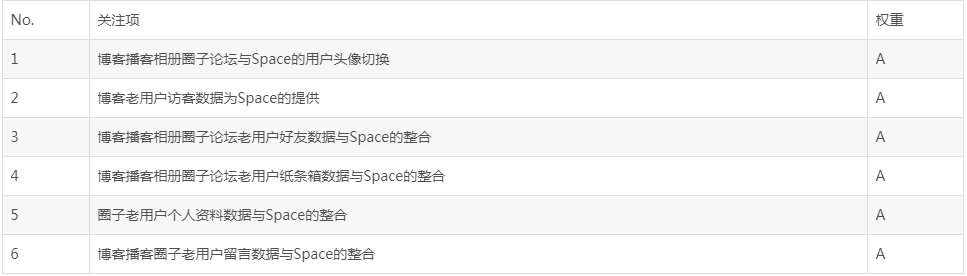 No. 关注项 权重
1 博客播客相册圈子论坛与Space的用户头像切换 A
2 博客老用户访客数据为Space的提供 A
3 博客播客相册圈子论坛老用户好友数据与Space的整合 A
4 博客播客相册圈子论坛老用户纸条箱数据与Space的整合 A
5 圈子老用户个人资料数据与Space的整合 A
6 博客播客圈子老用户留言数据与Space的整合 A